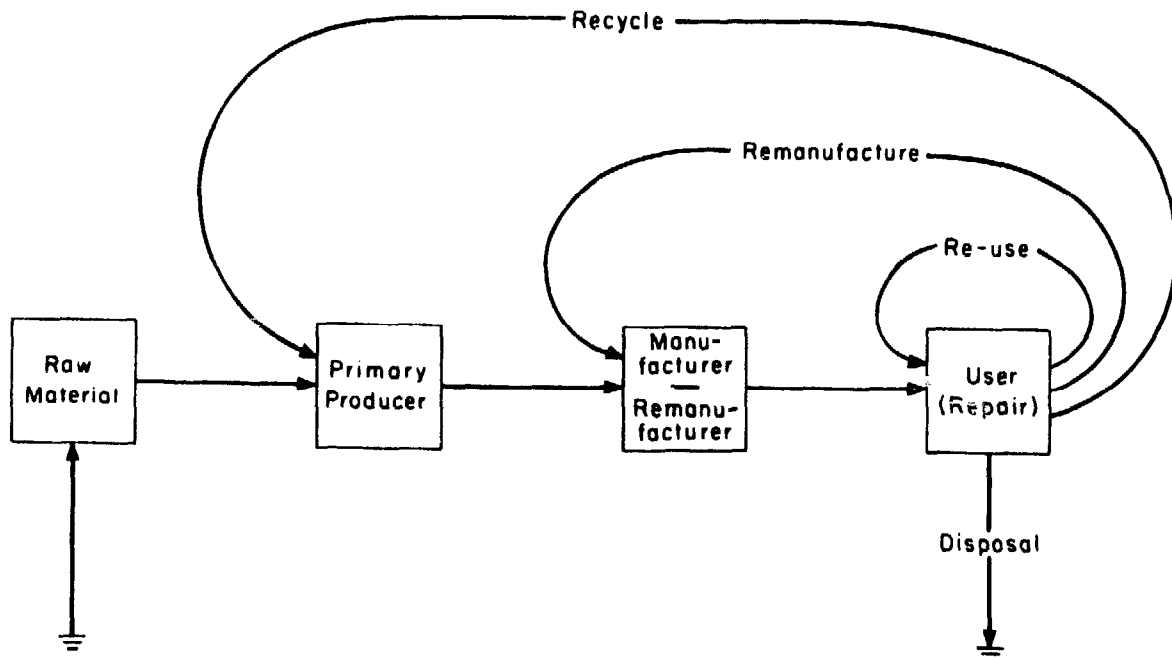 Recycle
Remanufacture
Re-use
Raw
Material
Primary
Producer
Manu-
facturer
Remanu-
facturer
User
(Repair)
Disposal